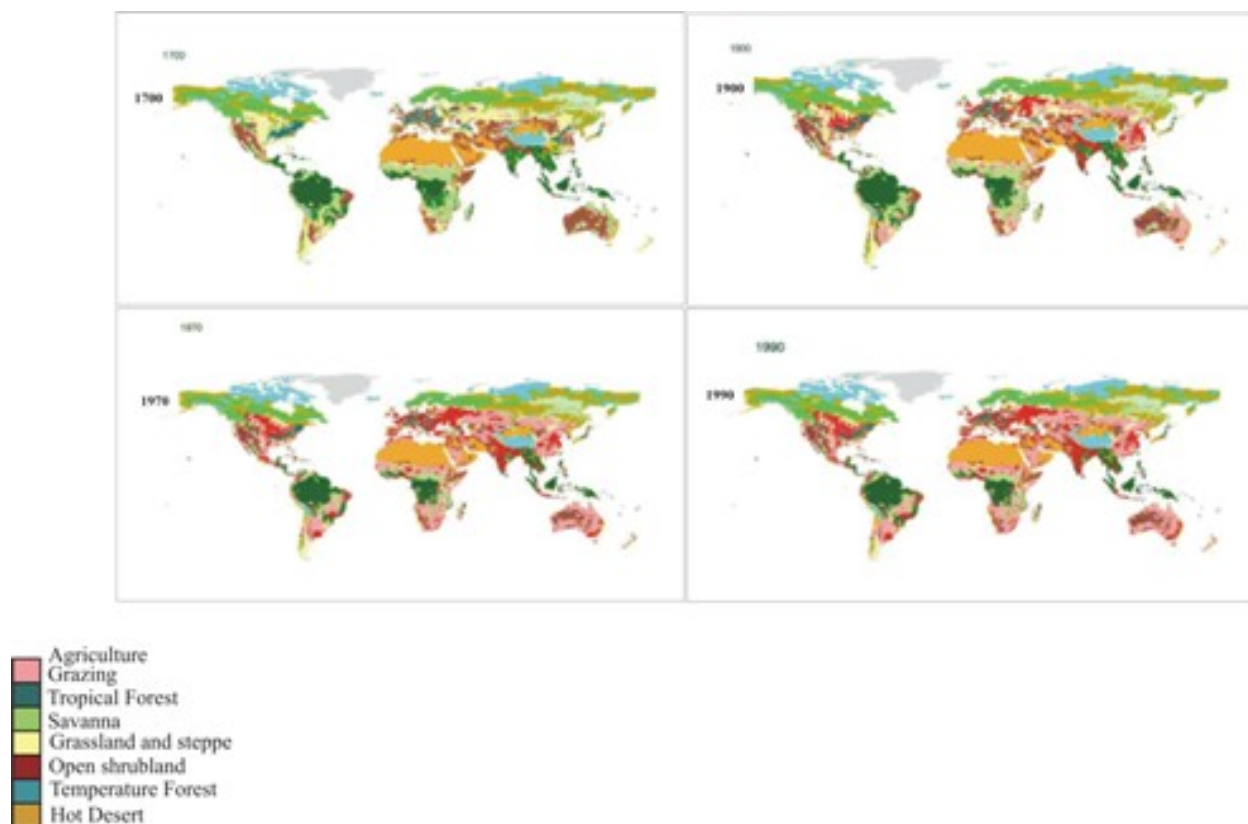 1700
1700
1900
1900
1970
1970
1990
1990
Agriculture
Grazing
Tropical Forest
Savanna
Grassland and steppe
Open shrubland
Temperature Forest
Hot Desert